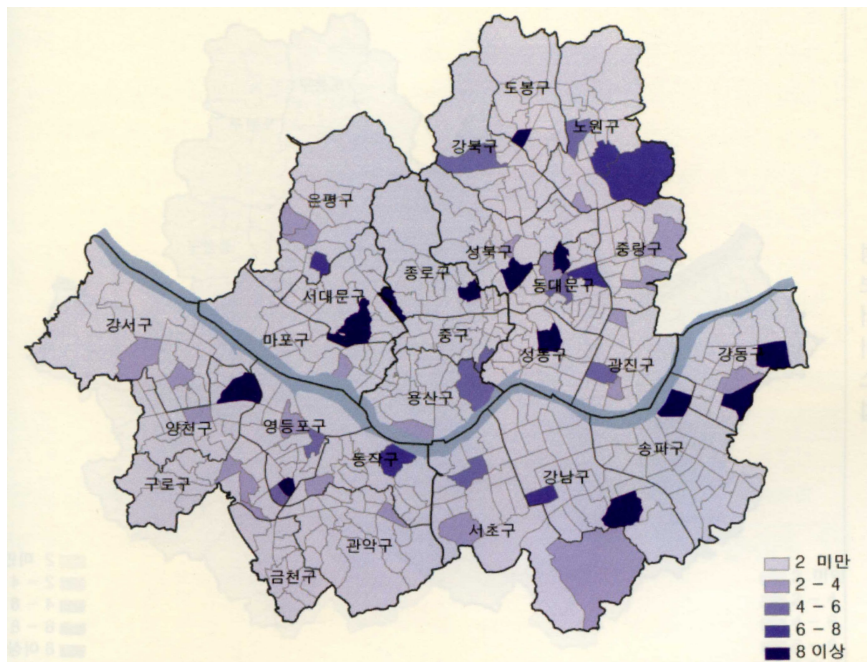 도봉구
노원구
강북구
은평구
성북구
중랑구
종로구
동대문구
서대문구
강서구
마포구
중구
성동구
광진구
강동구
용산구
양천구
영등포구
동작구
송파구
구로구
강남구
서초구
관악구
금천구
2 미만
2 - 4
4 - 6
6 - 8
8 이상